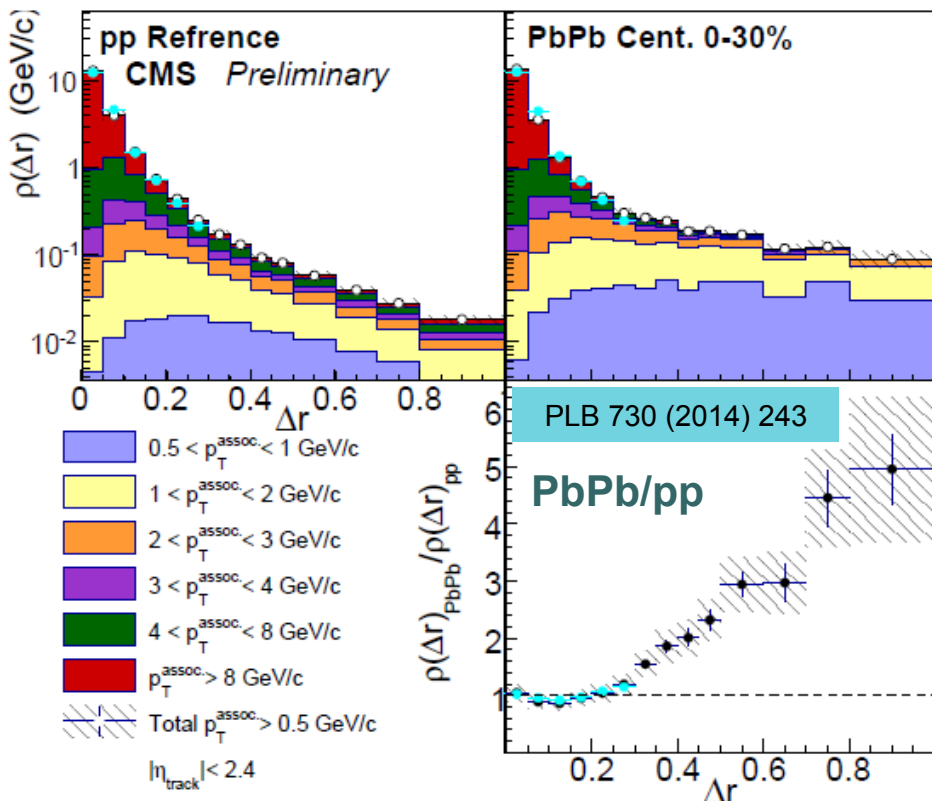 pp Refrence
CMS Preliminary
ρ(Δr) (GeV/c)
10
1
10⁻¹
10⁻²
0 0.2 0.4 0.6 0.8
Δr
PbPb Cent. 0-30%
0.5 < p_T^assoc. < 1 GeV/c
1 < p_T^assoc. < 2 GeV/c
2 < p_T^assoc. < 3 GeV/c
3 < p_T^assoc. < 4 GeV/c
4 < p_T^assoc. < 8 GeV/c
p_T^assoc. > 8 GeV/c
Total p_T^assoc. > 0.5 GeV/c
|η_track| < 2.4
PLB 730 (2014) 243
PbPb/pp
ρ(Δr)_PbPb/ρ(Δr)_pp
6
5
4
3
2
1
0.2 0.4 0.6 0.8
Δr